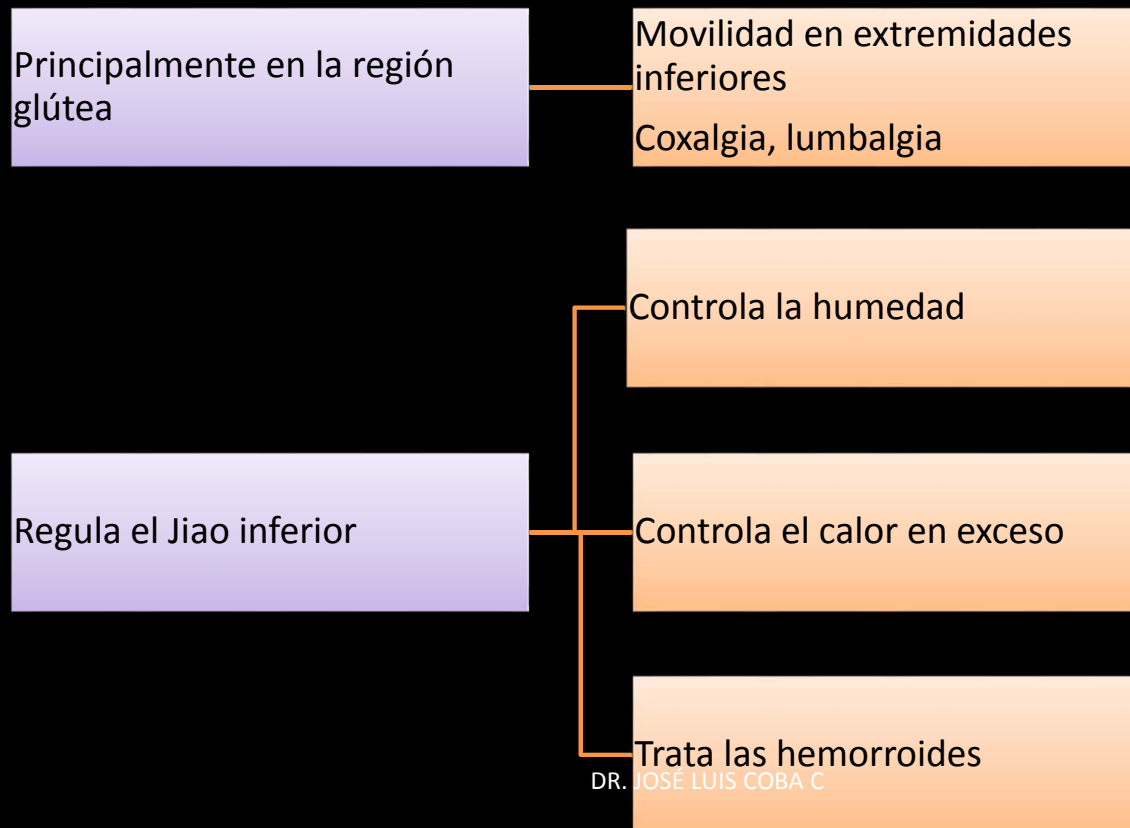 Principalmente en la región
glútea
Movilidad en extremidades
inferiores
Coxalgia, lumbalgia
Controla la humedad
Regula el Jiao inferior
Controla el calor en exceso
Trata las hemorroides
DR. JOSÉ LUIS COBA C